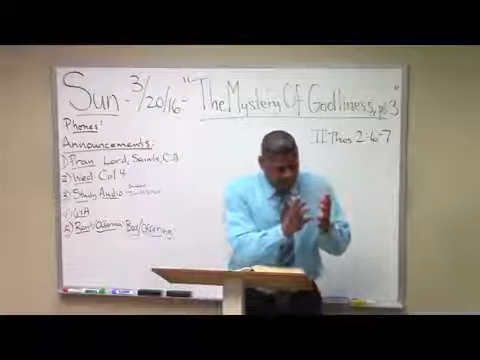 Sun - 3/20/16 - "The Mystery Of Godliness, pt 3"
Phones!
II Thes 2:6-7
Announcements:
1) Pray Lord, Saints,
2) Wed Col 4
3) Study Audio
4) Q&A
5) Box/Offering